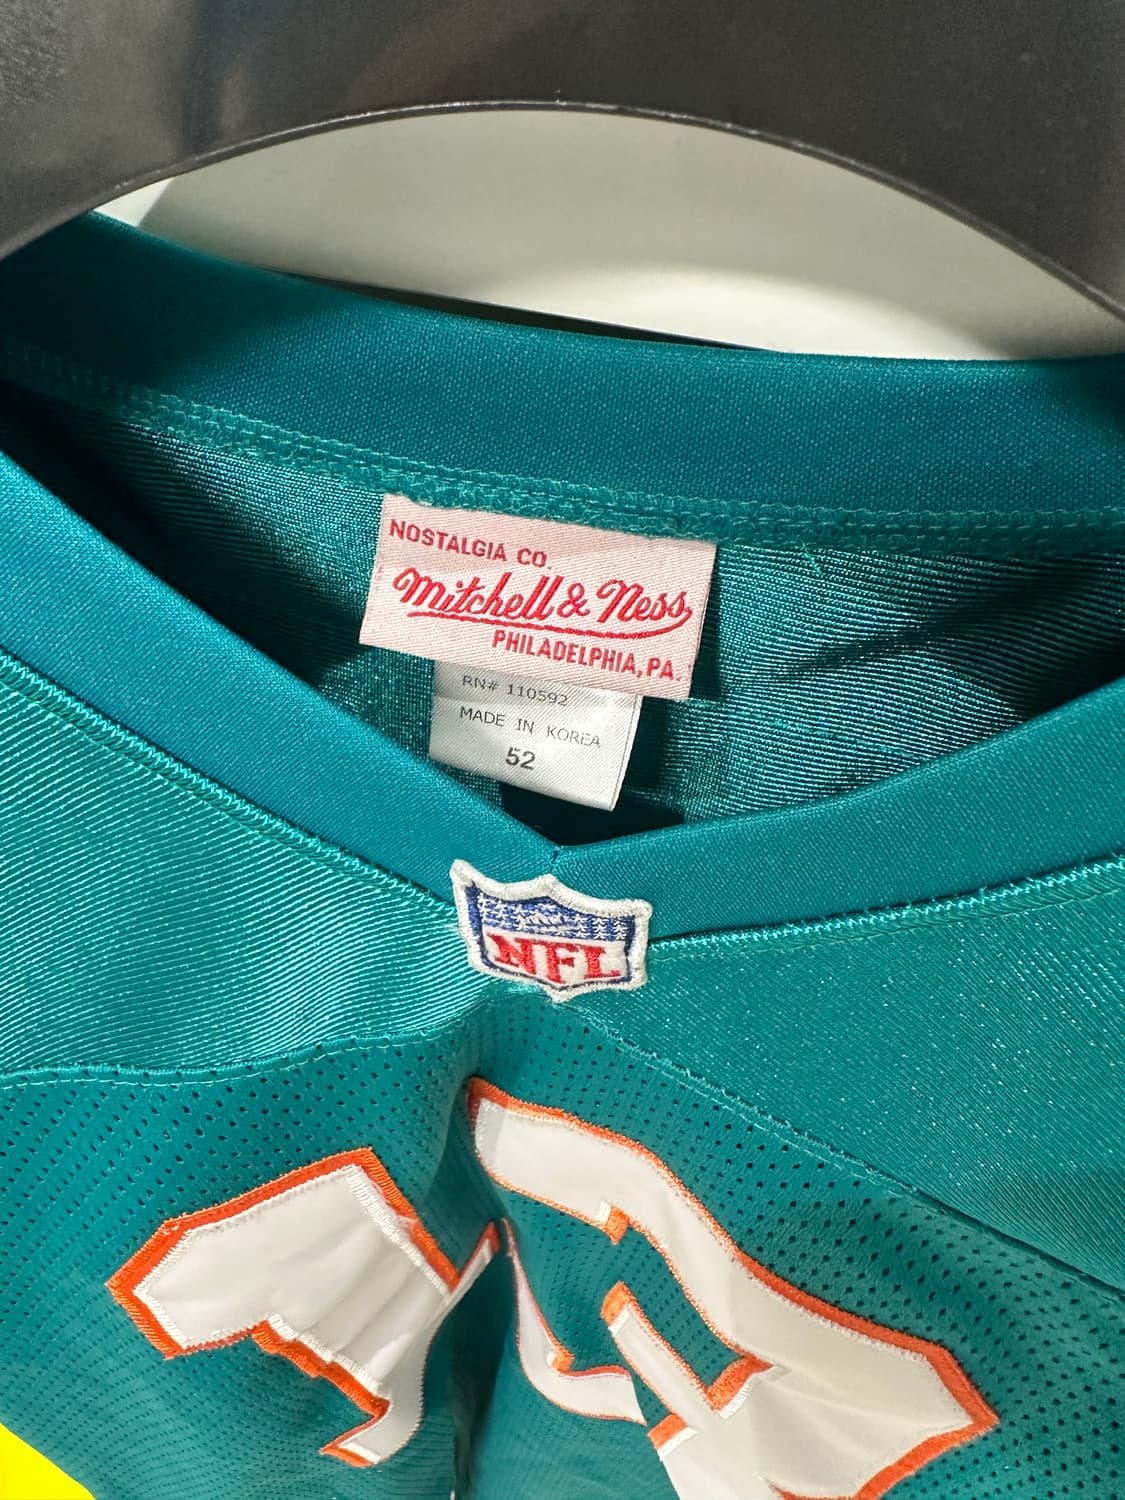 NOSTALGIA CO.
Mitchell & Ness
PHILADELPHIA, PA.
RN# 110592
MADE IN KOREA
52
NFL